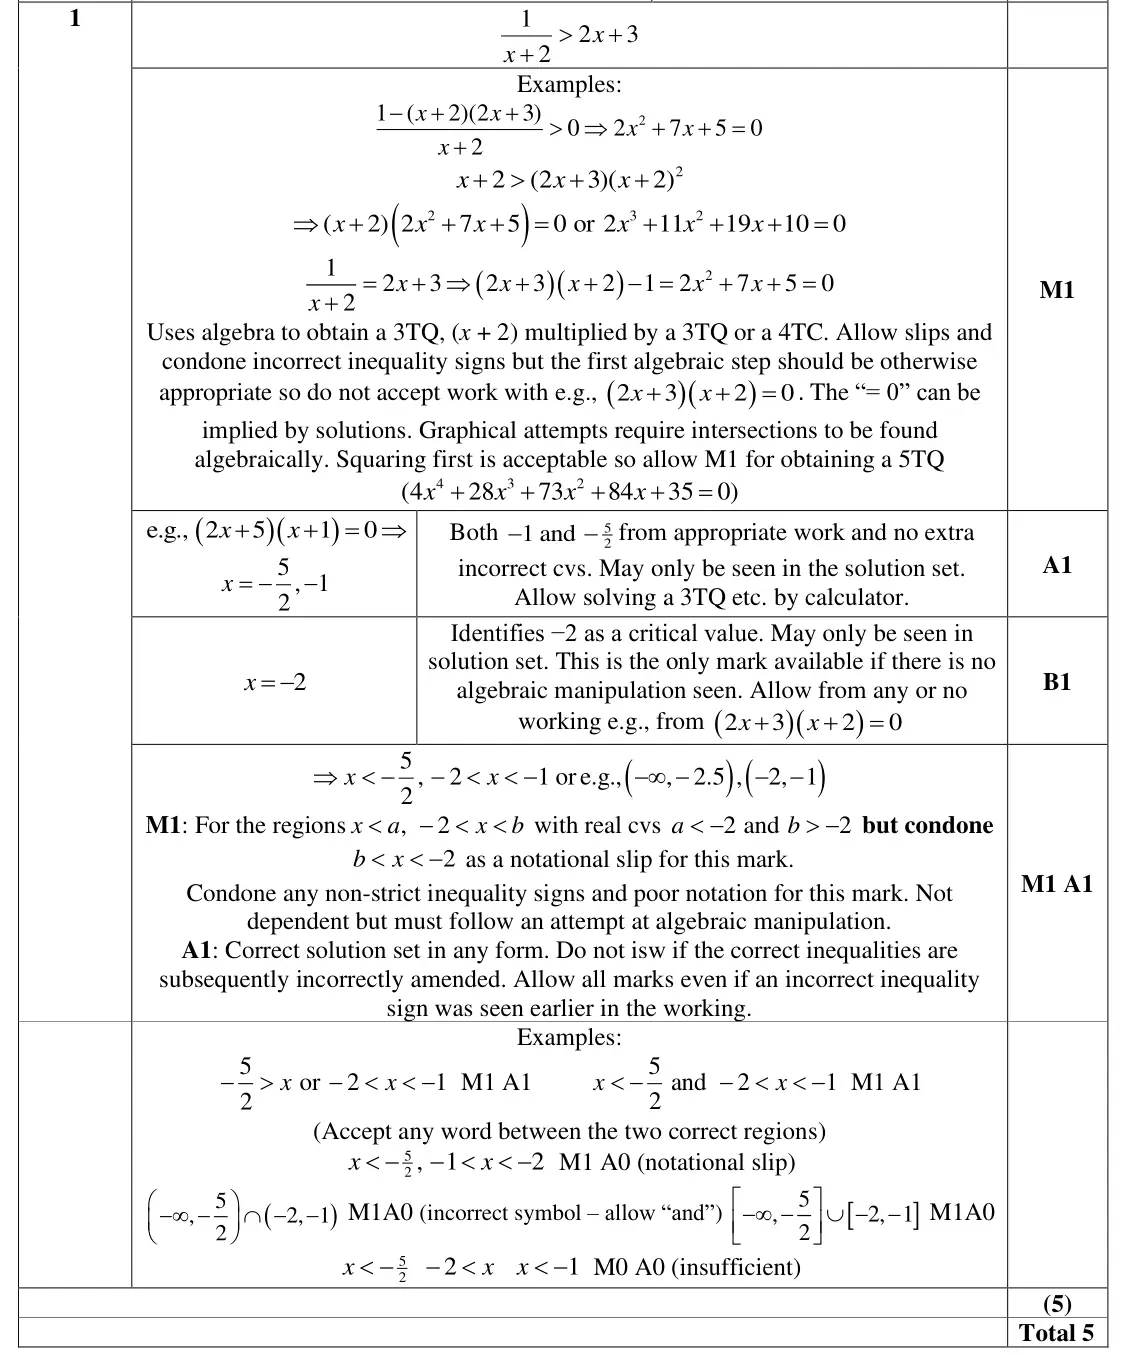 1
1/(x+2) > 2x+3
Examples:
(1−(x+2)(2x+3))/(x+2) > 0 ⇒ 2x² + 7x + 5 = 0
x+2 > (2x+3)(x+2)²
⇒ (x+2)(2x² + 7x + 5) = 0 or 2x³ + 11x² + 19x + 10 = 0
1/(x+2) = 2x+3 ⇒ (2x+3)(x+2) −1 = 2x² + 7x + 5 = 0
Uses algebra to obtain a 3TQ, (x + 2) multiplied by a 3TQ or a 4TC. Allow slips and
condone incorrect inequality signs but the first algebraic step should be otherwise
appropriate so do not accept work with e.g., (2x+3)(x+2) = 0. The “= 0” can be
implied by solutions. Graphical attempts require intersections to be found
algebraically. Squaring first is acceptable so allow M1 for obtaining a 5TQ
(4x⁴ + 28x³ + 73x² + 84x + 35 = 0)
M1
e.g., (2x+5)(x+1) = 0 ⇒
x = −5/2, −1
Both −1 and −5/2 from appropriate work and no extra
incorrect cvs. May only be seen in the solution set.
Allow solving a 3TQ etc. by calculator.
A1
x = −2
Identifies −2 as a critical value. May only be seen in
solution set. This is the only mark available if there is no
algebraic manipulation seen. Allow from any or no
working e.g., from (2x+3)(x+2) = 0
B1
⇒ x < −5/2, −2 < x < −1 or e.g., (−∞, −2.5), (−2, −1)
M1: For the regions x < a, −2 < x < b with real cvs a < −2 and b > −2 but condone
b < x < −2 as a notational slip for this mark.
Condone any non-strict inequality signs and poor notation for this mark. Not
dependent but must follow an attempt at algebraic manipulation.
A1: Correct solution set in any form. Do not isw if the correct inequalities are
subsequently incorrectly amended. Allow all marks even if an incorrect inequality
sign was seen earlier in the working.
M1 A1
Examples:
−5/2 > x or −2 < x < −1 M1 A1 x < −5/2 and −2 < x < −1 M1 A1
(Accept any word between the two correct regions)
x < −5/2, −1 < x < −2 M1 A0 (notational slip)
(−∞, −5/2) ∩ (−2, −1) M1A0 (incorrect symbol – allow “and”) [−∞, −5/2] ∪ [−2, −1] M1A0
x < −5/2 −2 < x x < −1 M0 A0 (insufficient)
(5)
Total 5